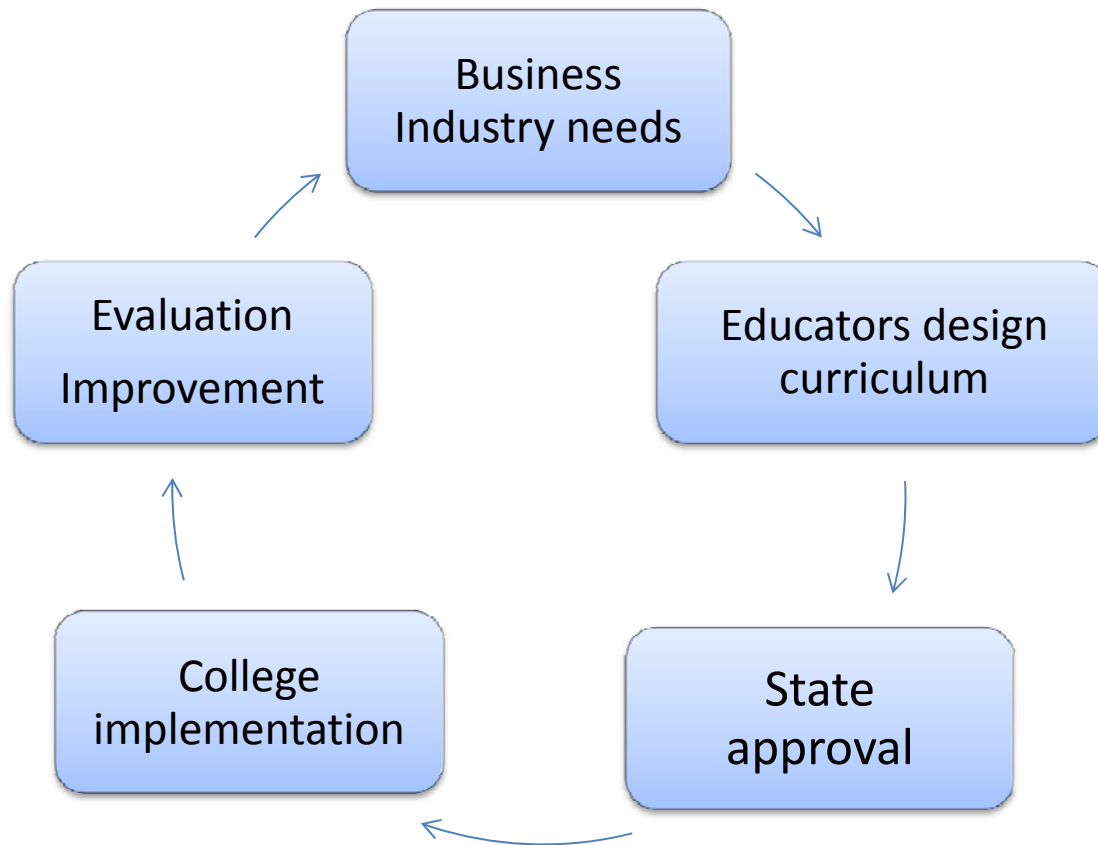 Business
Industry needs
Educators design
curriculum
State
approval
College
implementation
Evaluation
Improvement